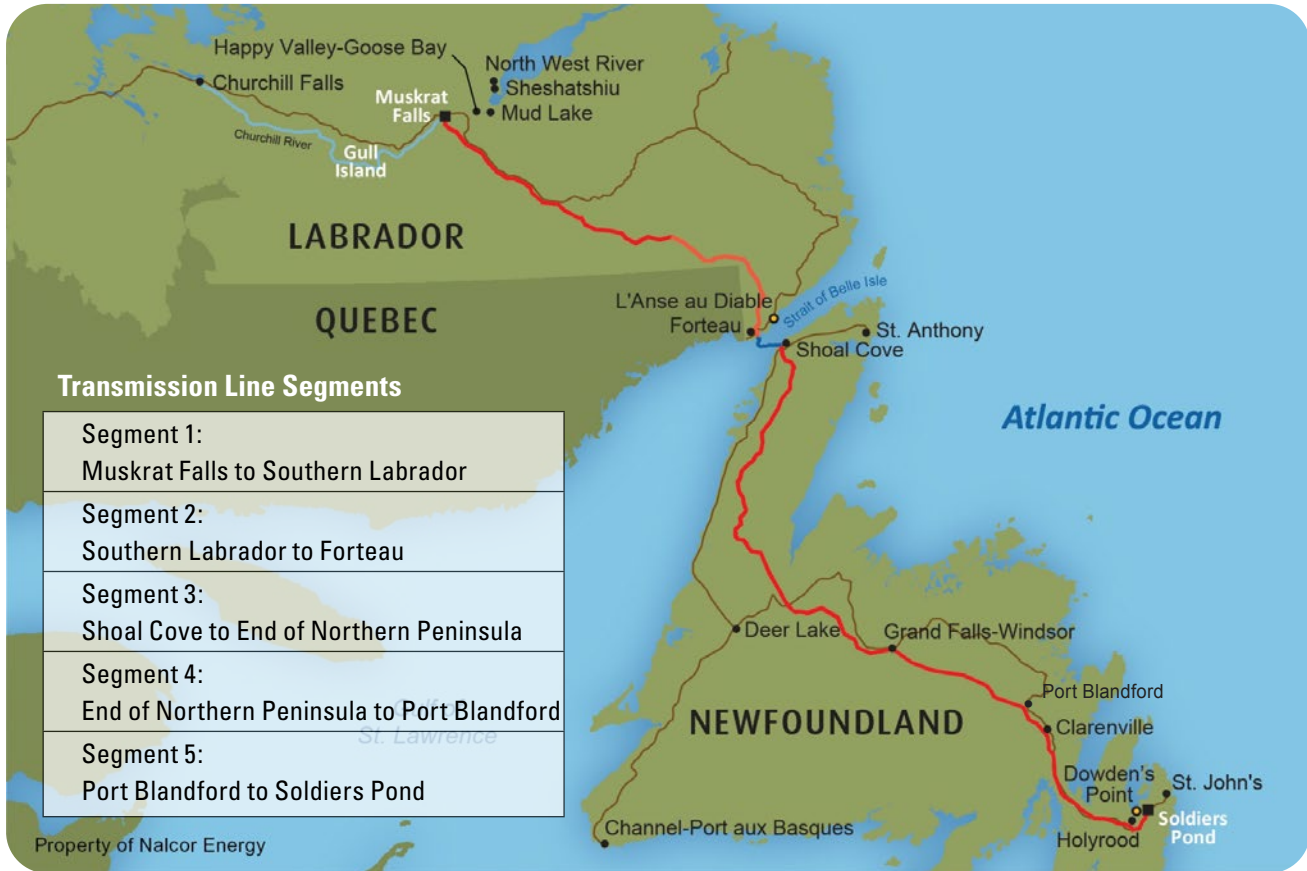 Happy Valley-Goose Bay
North West River
Churchill Falls
Sheshatshiu
Muskrat
Falls
Mud Lake
Churchill River
Gull
Island
LABRADOR
QUEBEC
L'Anse au Diable
Strait of Belle Isle
Forteau
St. Anthony
Shoal Cove
Atlantic Ocean
Transmission Line Segments
Segment 1:
Muskrat Falls to Southern Labrador
Segment 2:
Southern Labrador to Forteau
Segment 3:
Shoal Cove to End of Northern Peninsula
Segment 4:
End of Northern Peninsula to Port Blandford
Segment 5:
Port Blandford to Soldiers Pond
Gulf of
St. Lawrence
Deer Lake
Grand Falls-Windsor
Port Blandford
NEWFOUNDLAND
Clarenville
Dowden's
Point
St. John's
Soldiers
Pond
Holyrood
Channel-Port aux Basques
Property of Nalcor Energy